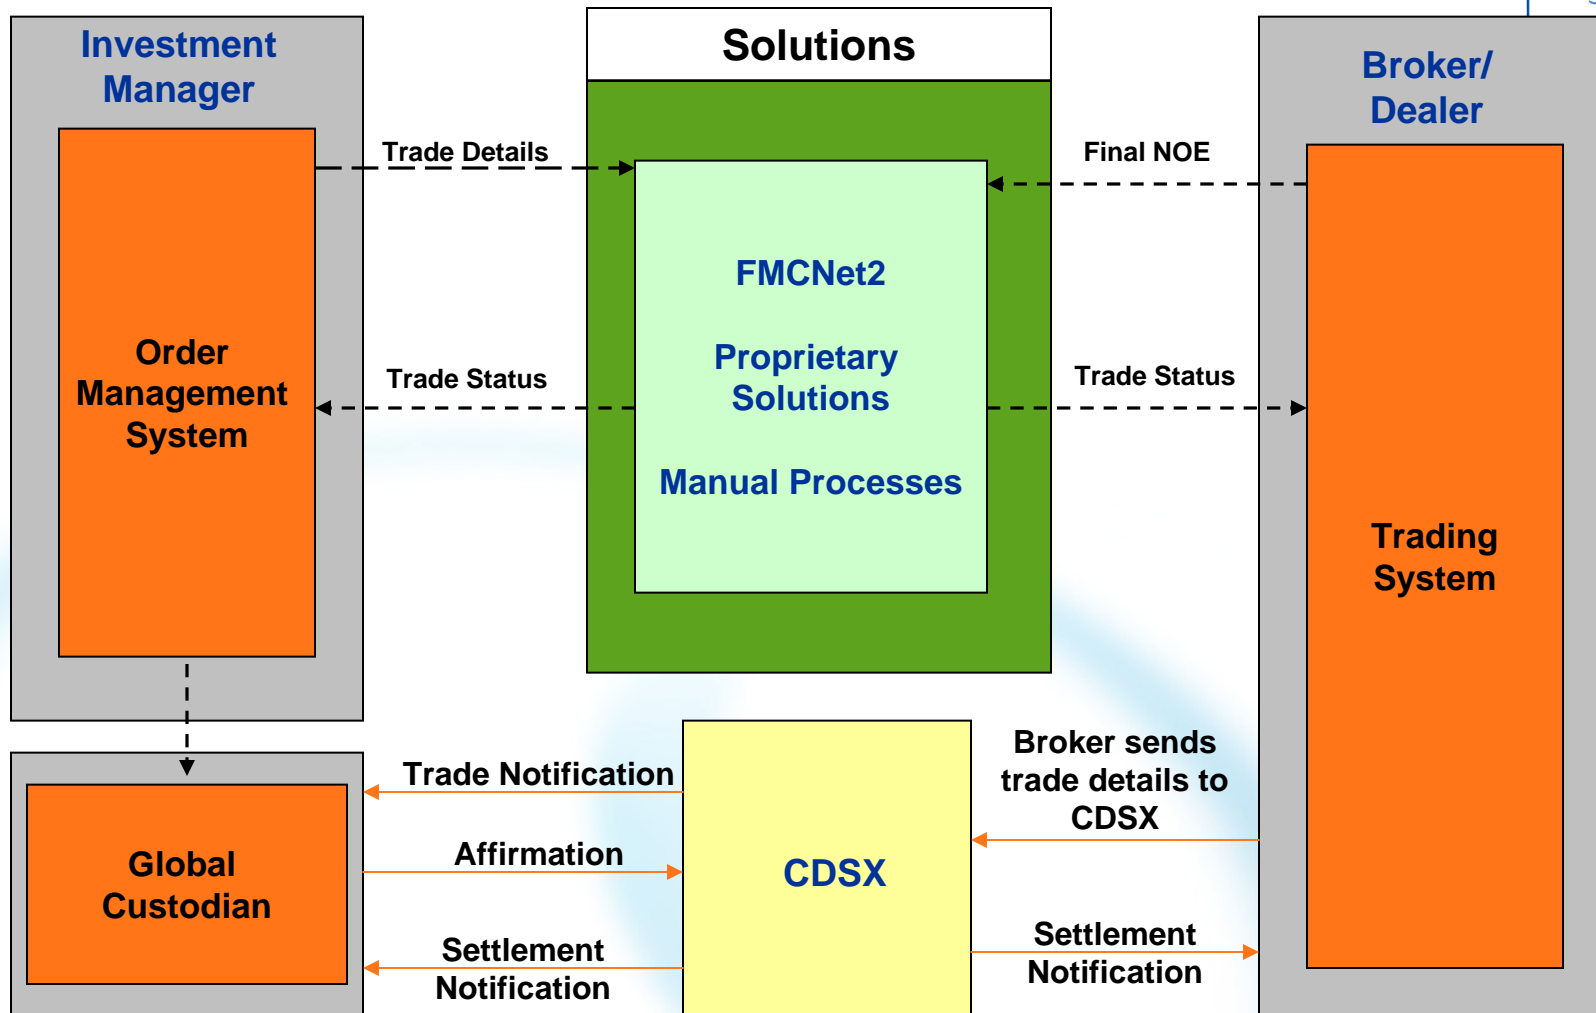 Investment
Manager
Solutions
Broker/
Dealer
Trade Details
Final NOE
FMCNet2
Proprietary
Solutions
Manual Processes
Order
Management
System
Trade Status
Trade Status
Trading
System
Trade Notification
Affirmation
Settlement
Notification
Global
Custodian
CDSX
Broker sends
trade details to
CDSX
Settlement
Notification